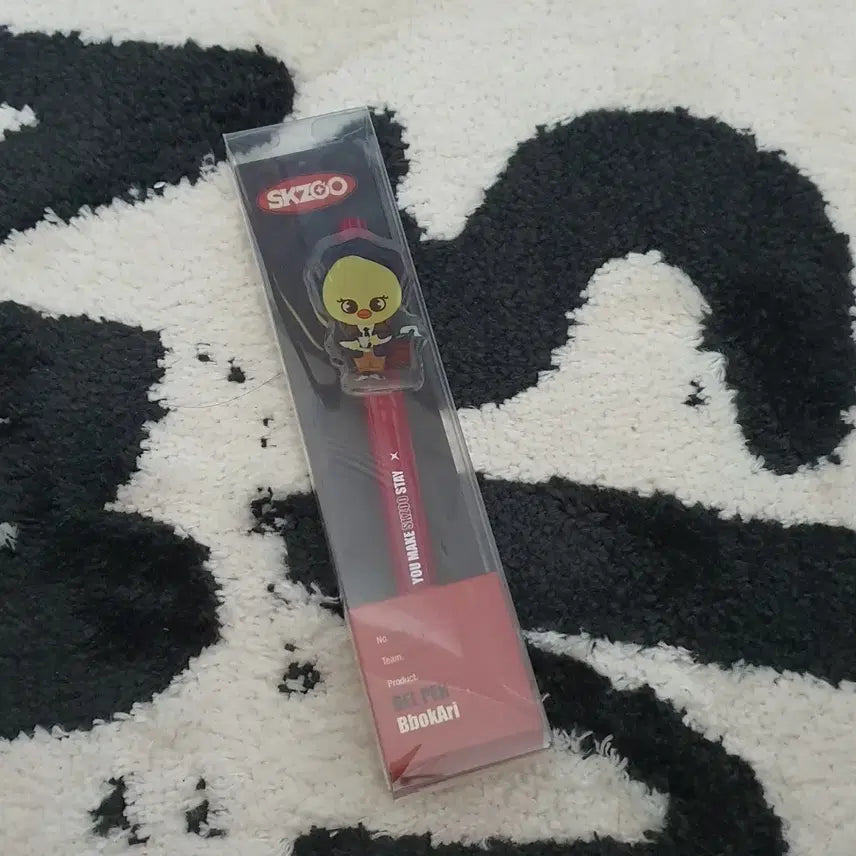 SKZOO
YOU MAKE SKZOO STAY
No.
Team.
Product.
GEL PEN
BbokAri